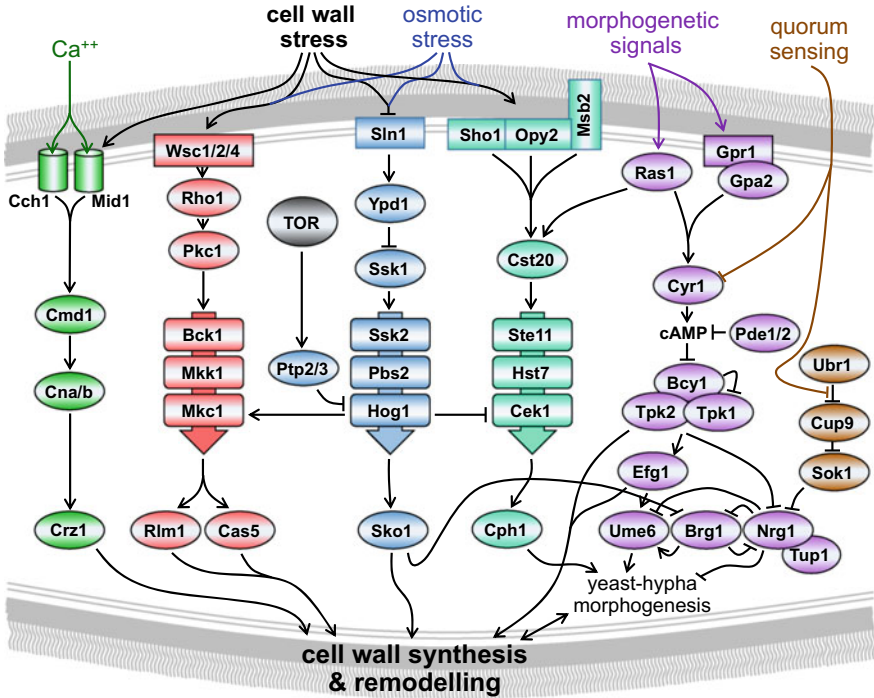 cell wall
stress
osmotic
stress
morphogenetic
signals
quorum
sensing
Ca++
Msb2
Wsc1/2/4
Sln1
Sho1
Opy2
Gpr1
Gpa2
Ras1
Cch1
Mid1
Rho1
Ypd1
TOR
Pkc1
Ssk1
Cst20
Cyr1
Cmd1
Bck1
Ssk2
Ste11
cAMP
Pde1/2
Ubr1
Cna/b
Mkk1
Ptp2/3
Pbs2
Hst7
Bcy1
Mkc1
Hog1
Cek1
Tpk2
Tpk1
Cup9
Efg1
Sok1
Crz1
Rlm1
Cas5
Sko1
Cph1
Ume6
Brg1
Nrg1
Tup1
yeast-hypha
morphogenesis
cell wall synthesis
& remodelling